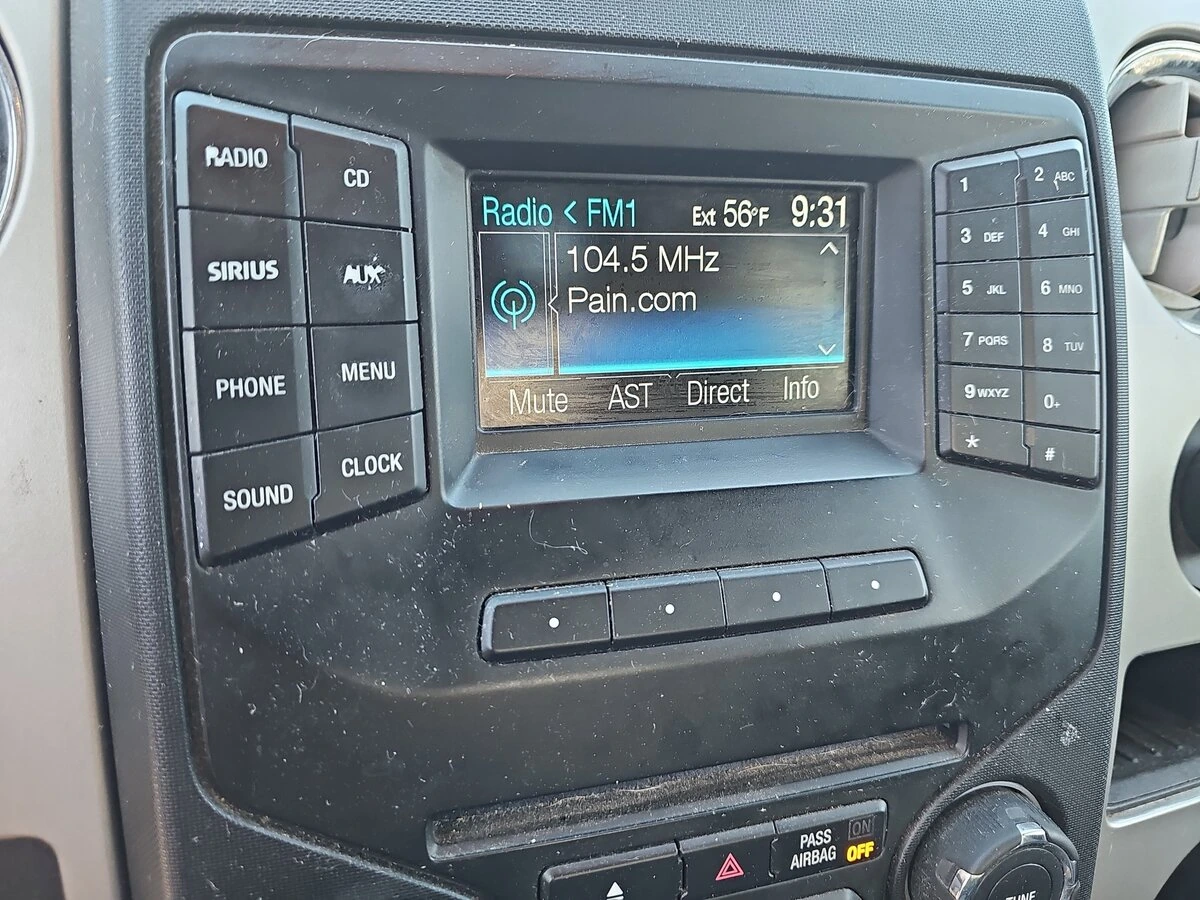 RADIO
CD
SIRIUS
AUX
PHONE
MENU
SOUND
CLOCK
Radio < FM1 Ext 56°F 9:31
104.5 MHz
Pain.com
Mute AST Direct Info
1
2 ABC
3 DEF
4 GHI
5 JKL
6 MNO
7 PQRS
8 TUV
9 WXYZ
0+
*
#
PASS AIRBAG ON OFF
TUNE